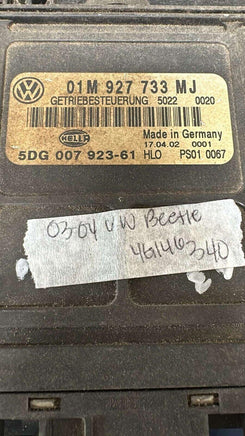 01M 927 733 MJ
GETRIEBESTEUERUNG 5022 0020
HELLA
Made in Germany
17.04.02 0001
5DG 007 923-61 HLO PS01 0067
03-04 VW Beetle
46146340